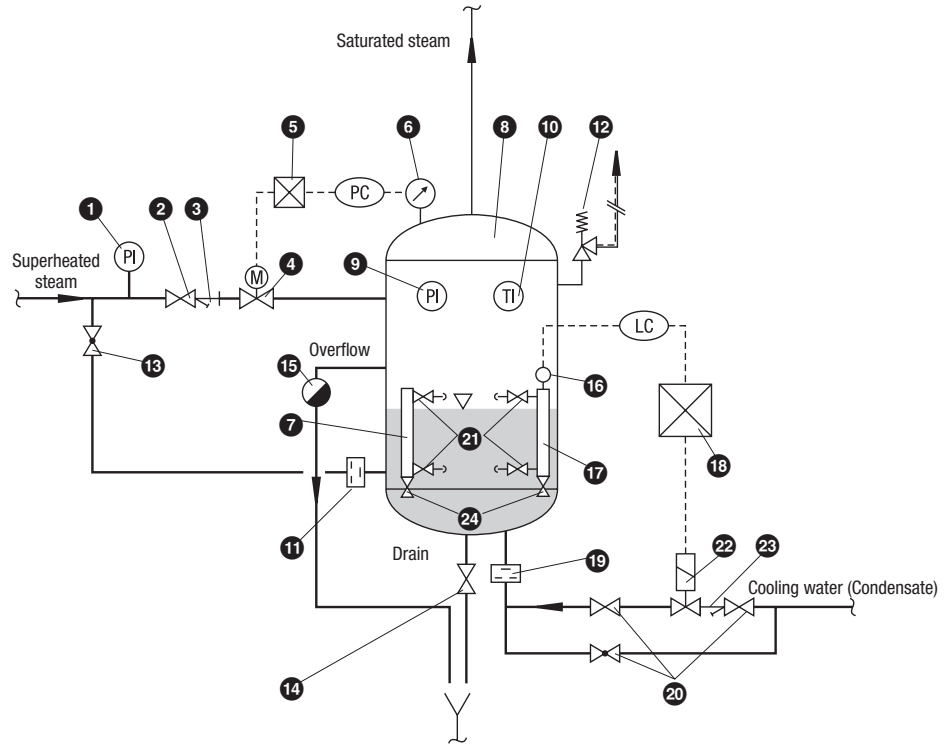 Saturated steam
5
6
8
10
12
PC
1
2
3
PI
Superheated
steam
M
4
9
PI
TI
LC
13
Overflow
15
16
7
21
17
18
24
11
Drain
19
22
23
Cooling water (Condensate)
14
20